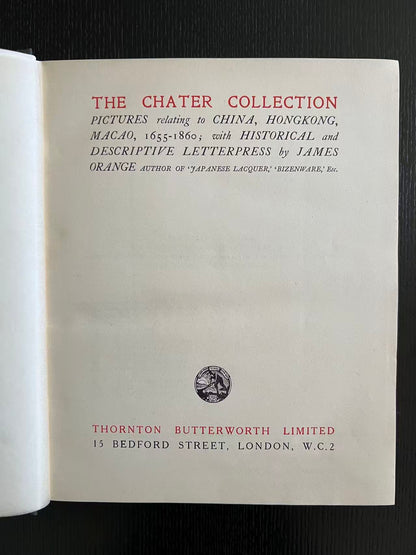 THE CHATER COLLECTION
PICTURES relating to CHINA, HONGKONG,
MACAO, 1655-1860; with HISTORICAL and
DESCRIPTIVE LETTERPRESS by JAMES
ORANGE AUTHOR OF 'JAPANESE LACQUER,' 'BIZENWARE,' Etc.
THORNTON BUTTERWORTH LIMITED
15 BEDFORD STREET, LONDON, W.C.2